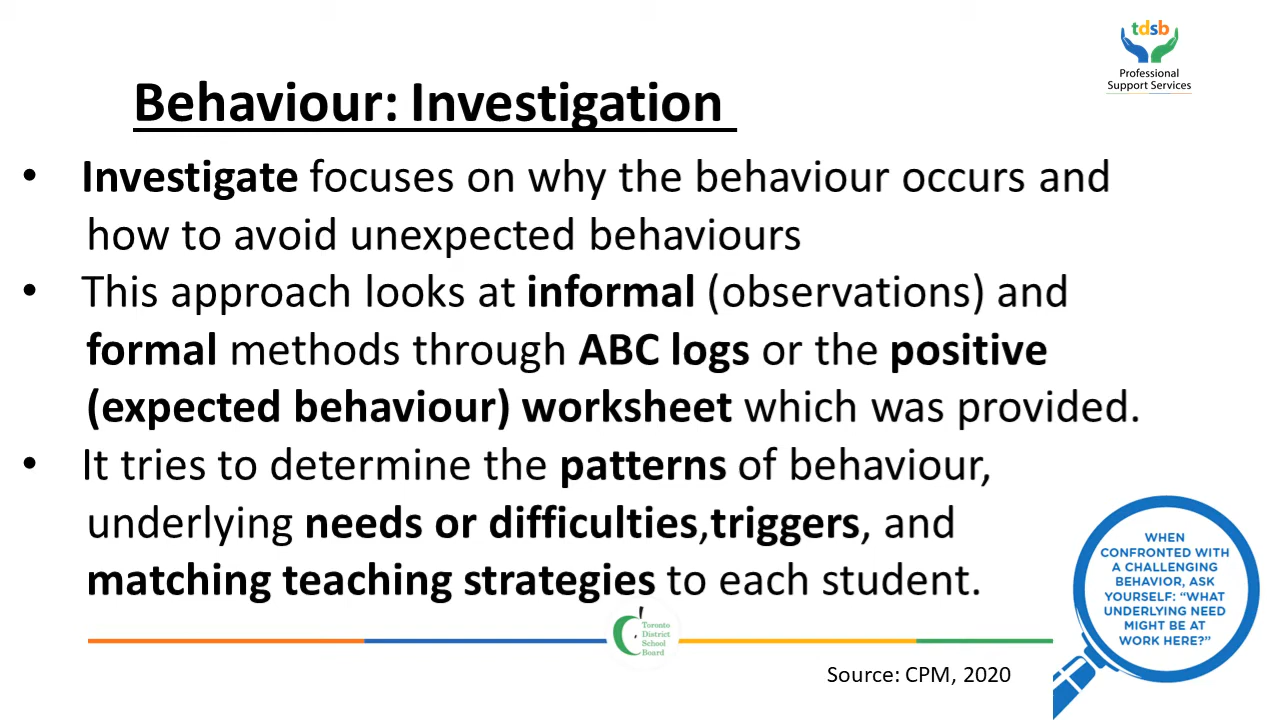 tdsb
Professional
Support Services
Behaviour: Investigation
• Investigate focuses on why the behaviour occurs and
how to avoid unexpected behaviours
• This approach looks at informal (observations) and
formal methods through ABC logs or the positive
(expected behaviour) worksheet which was provided.
• It tries to determine the patterns of behaviour,
underlying needs or difficulties,triggers, and
matching teaching strategies to each student.
WHEN
CONFRONTED WITH
A CHALLENGING
BEHAVIOR, ASK
YOURSELF: “WHAT
UNDERLYING NEED
MIGHT BE AT
WORK HERE?”
Toronto
District
School
Board
Source: CPM, 2020